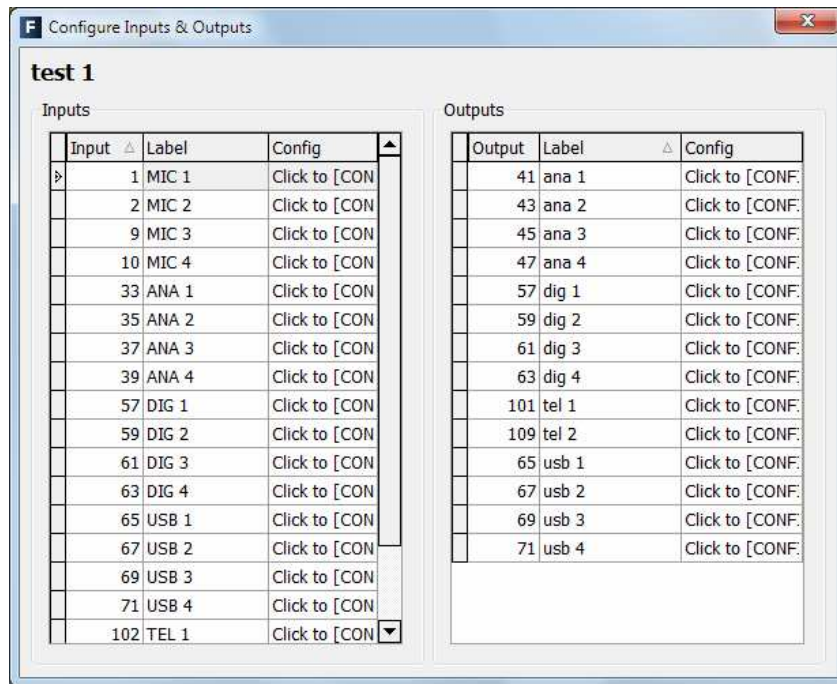 F Configure Inputs & Outputs
test 1
Inputs
Input Label Config
1 MIC 1 Click to [CON
2 MIC 2 Click to [CON
9 MIC 3 Click to [CON
10 MIC 4 Click to [CON
33 ANA 1 Click to [CON
35 ANA 2 Click to [CON
37 ANA 3 Click to [CON
39 ANA 4 Click to [CON
57 DIG 1 Click to [CON
59 DIG 2 Click to [CON
61 DIG 3 Click to [CON
63 DIG 4 Click to [CON
65 USB 1 Click to [CON
67 USB 2 Click to [CON
69 USB 3 Click to [CON
71 USB 4 Click to [CON
102 TEL 1 Click to [CON
Outputs
Output Label Config
41 ana 1 Click to [CONF
43 ana 2 Click to [CONF
45 ana 3 Click to [CONF
47 ana 4 Click to [CONF
57 dig 1 Click to [CONF
59 dig 2 Click to [CONF
61 dig 3 Click to [CONF
63 dig 4 Click to [CONF
101 tel 1 Click to [CONF
109 tel 2 Click to [CONF
65 usb 1 Click to [CONF
67 usb 2 Click to [CONF
69 usb 3 Click to [CONF
71 usb 4 Click to [CONF